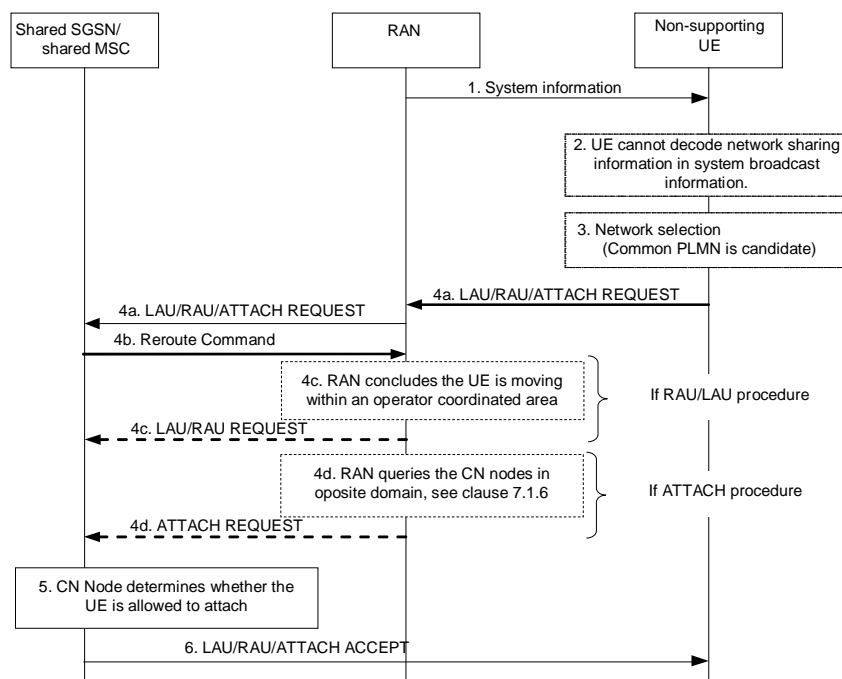 Shared SGSN/
shared MSC
RAN
Non-supporting
UE
1. System information
2. UE cannot decode network sharing
information in system broadcast
information.
3. Network selection
(Common PLMN is candidate)
4a. LAU/RAU/ATTACH REQUEST
4a. LAU/RAU/ATTACH REQUEST
4b. Reroute Command
4c. RAN concludes the UE is moving
within an operator coordinated area
If RAU/LAU procedure
4c. LAU/RAU REQUEST
4d. RAN queries the CN nodes in
oposite domain, see clause 7.1.6
If ATTACH procedure
4d. ATTACH REQUEST
5. CN Node determines whether the
UE is allowed to attach
6. LAU/RAU/ATTACH ACCEPT